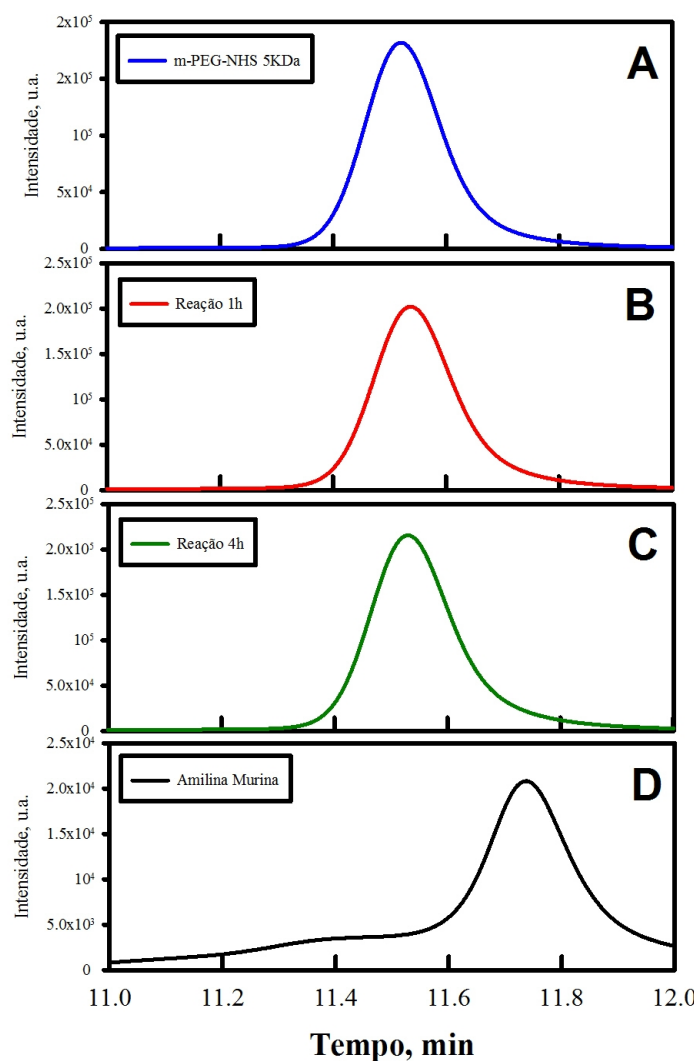 2x10⁵
m-PEG-NHS 5KDa
A
2x10⁵
10⁵
5x10⁴
0
Intensidade, u.a.
2.5x10⁵
Reação 1h
B
2.0x10⁵
1.5x10⁵
10⁵
5.0x10⁴
0
Intensidade, u.a.
2.5x10⁵
Reação 4h
C
2.0x10⁵
1.5x10⁵
10⁵
5.0x10⁴
0
Intensidade, u.a.
2.5x10⁴
Amilina Murina
D
2.0x10⁴
1.5x10⁴
10⁴
5.0x10³
0
Intensidade, u.a.
11.0 11.2 11.4 11.6 11.8 12.0
Tempo, min